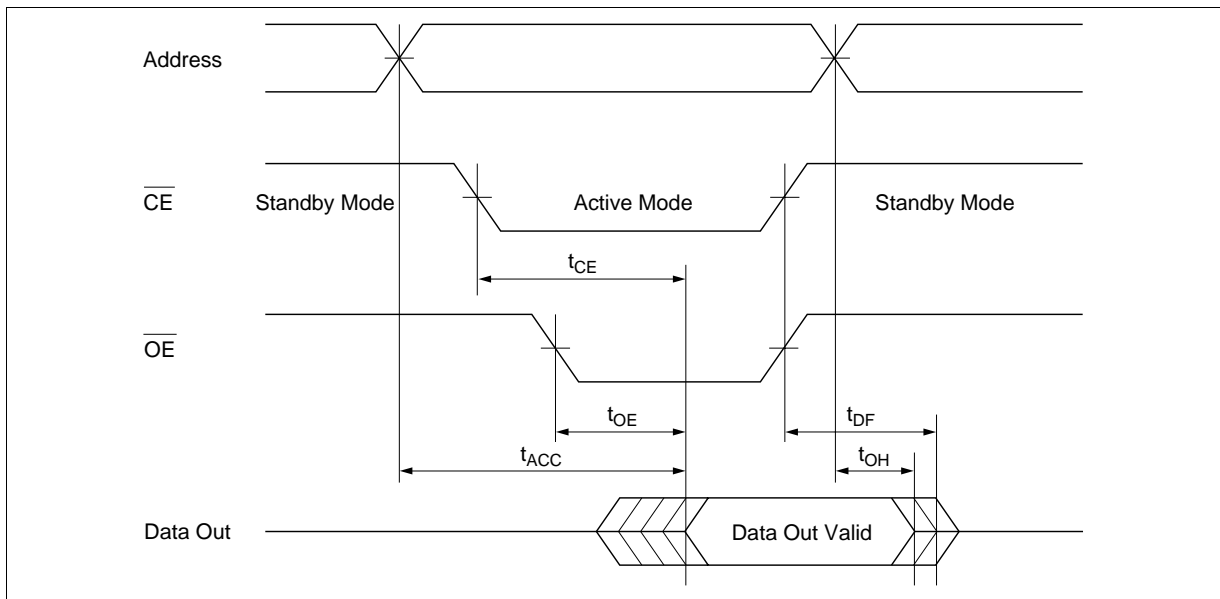 Address
CE
Standby Mode Active Mode Standby Mode
tCE
OE
tOE
tDF
tACC
tOH
Data Out
Data Out Valid